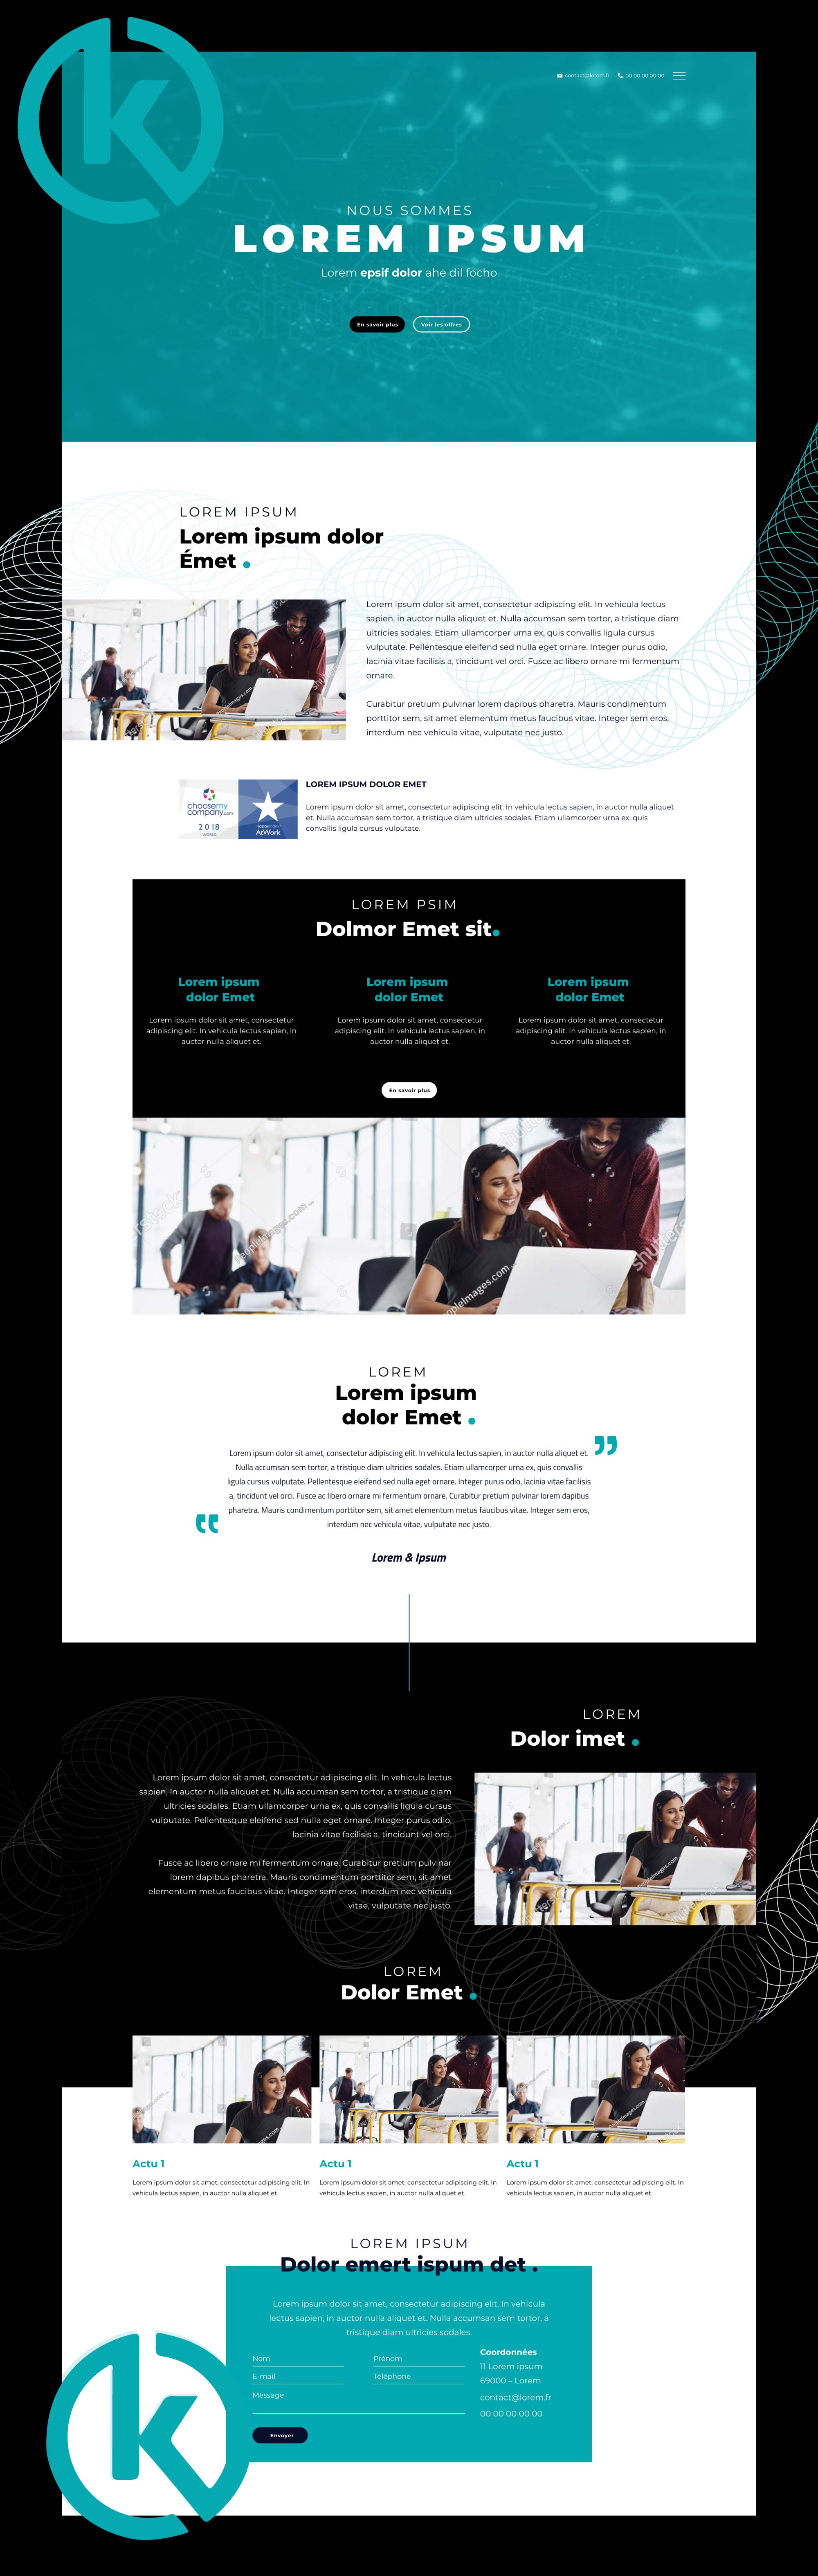 k
contact@lorem.fr 00 00 00 00 00
NOUS SOMMES
LOREM IPSUM
Lorem epsif dolor ahe dil focho
En savoir plus Voir les offres
LOREM IPSUM
Lorem ipsum dolor
Émet .
Lorem ipsum dolor sit amet, consectetur adipiscing elit. In vehicula lectus
sapien, in auctor nulla aliquet et. Nulla accumsan sem tortor, a tristique diam
ultricies sodales. Etiam ullamcorper urna ex, quis convallis ligula cursus
vulputate. Pellentesque eleifend sed nulla eget ornare. Integer purus odio,
lacinia vitae facilisis a, tincidunt vel orci. Fusce ac libero ornare mi fermentum
ornare.
Curabitur pretium pulvinar lorem dapibus pharetra. Mauris condimentum
porttitor sem, sit amet elementum metus faucibus vitae. Integer sem eros,
interdum nec vehicula vitae, vulputate nec justo.
choosemy
company.com
2018
WORLD
AtWork
LOREM IPSUM DOLOR EMET
Lorem ipsum dolor sit amet, consectetur adipiscing elit. In vehicula lectus sapien, in auctor nulla aliquet
et. Nulla accumsan sem tortor, a tristique diam ultricies sodales. Etiam ullamcorper urna ex, quis
convallis ligula cursus vulputate.
LOREM PSIM
Dolmor Emet sit.
Lorem ipsum
dolor Emet
Lorem ipsum dolor sit amet, consectetur
adipiscing elit. In vehicula lectus sapien, in
auctor nulla aliquet et.
Lorem ipsum
dolor Emet
Lorem ipsum dolor sit amet, consectetur
adipiscing elit. In vehicula lectus sapien, in
auctor nulla aliquet et.
Lorem ipsum
dolor Emet
Lorem ipsum dolor sit amet, consectetur
adipiscing elit. In vehicula lectus sapien, in
auctor nulla aliquet et.
En savoir plus
LOREM
Lorem ipsum
dolor Emet .
Lorem ipsum dolor sit amet, consectetur adipiscing elit. In vehicula lectus sapien, in auctor nulla aliquet et.
Nulla accumsan sem tortor, a tristique diam ultricies sodales. Etiam ullamcorper urna ex, quis convallis
ligula cursus vulputate. Pellentesque eleifend sed nulla eget ornare. Integer purus odio, lacinia vitae facilisis
a, tincidunt vel orci. Fusce ac libero ornare mi fermentum ornare. Curabitur pretium pulvinar lorem dapibus
pharetra. Mauris condimentum porttitor sem, sit amet elementum metus faucibus vitae. Integer sem eros,
interdum nec vehicula vitae, vulputate nec justo.
Lorem & Ipsum
LOREM
Dolor imet .
Lorem ipsum dolor sit amet, consectetur adipiscing elit. In vehicula lectus
sapien, in auctor nulla aliquet et. Nulla accumsan sem tortor, a tristique diam
ultricies sodales. Etiam ullamcorper urna ex, quis convallis ligula cursus
vulputate. Pellentesque eleifend sed nulla eget ornare. Integer purus odio,
lacinia vitae facilisis a, tincidunt vel orci.
Fusce ac libero ornare mi fermentum ornare. Curabitur pretium pulvinar
lorem dapibus pharetra. Mauris condimentum porttitor sem, sit amet
elementum metus faucibus vitae. Integer sem eros, interdum nec vehicula
vitae, vulputate nec justo.
LOREM
Dolor Emet .
Actu 1
Lorem ipsum dolor sit amet, consectetur adipiscing elit. In
vehicula lectus sapien, in auctor nulla aliquet et.
Actu 1
Lorem ipsum dolor sit amet, consectetur adipiscing elit. In
vehicula lectus sapien, in auctor nulla aliquet et.
Actu 1
Lorem ipsum dolor sit amet, consectetur adipiscing elit. In
vehicula lectus sapien, in auctor nulla aliquet et.
LOREM IPSUM
Dolor emert ispum det .
Lorem ipsum dolor sit amet, consectetur adipiscing elit. In vehicula
lectus sapien, in auctor nulla aliquet et. Nulla accumsan sem tortor, a
tristique diam ultricies sodales.
Nom Prénom
E-mail Téléphone
Message
Envoyer
Coordonnées
11 Lorem ipsum
69000 – Lorem
contact@lorem.fr
00 00 00 00 00
k